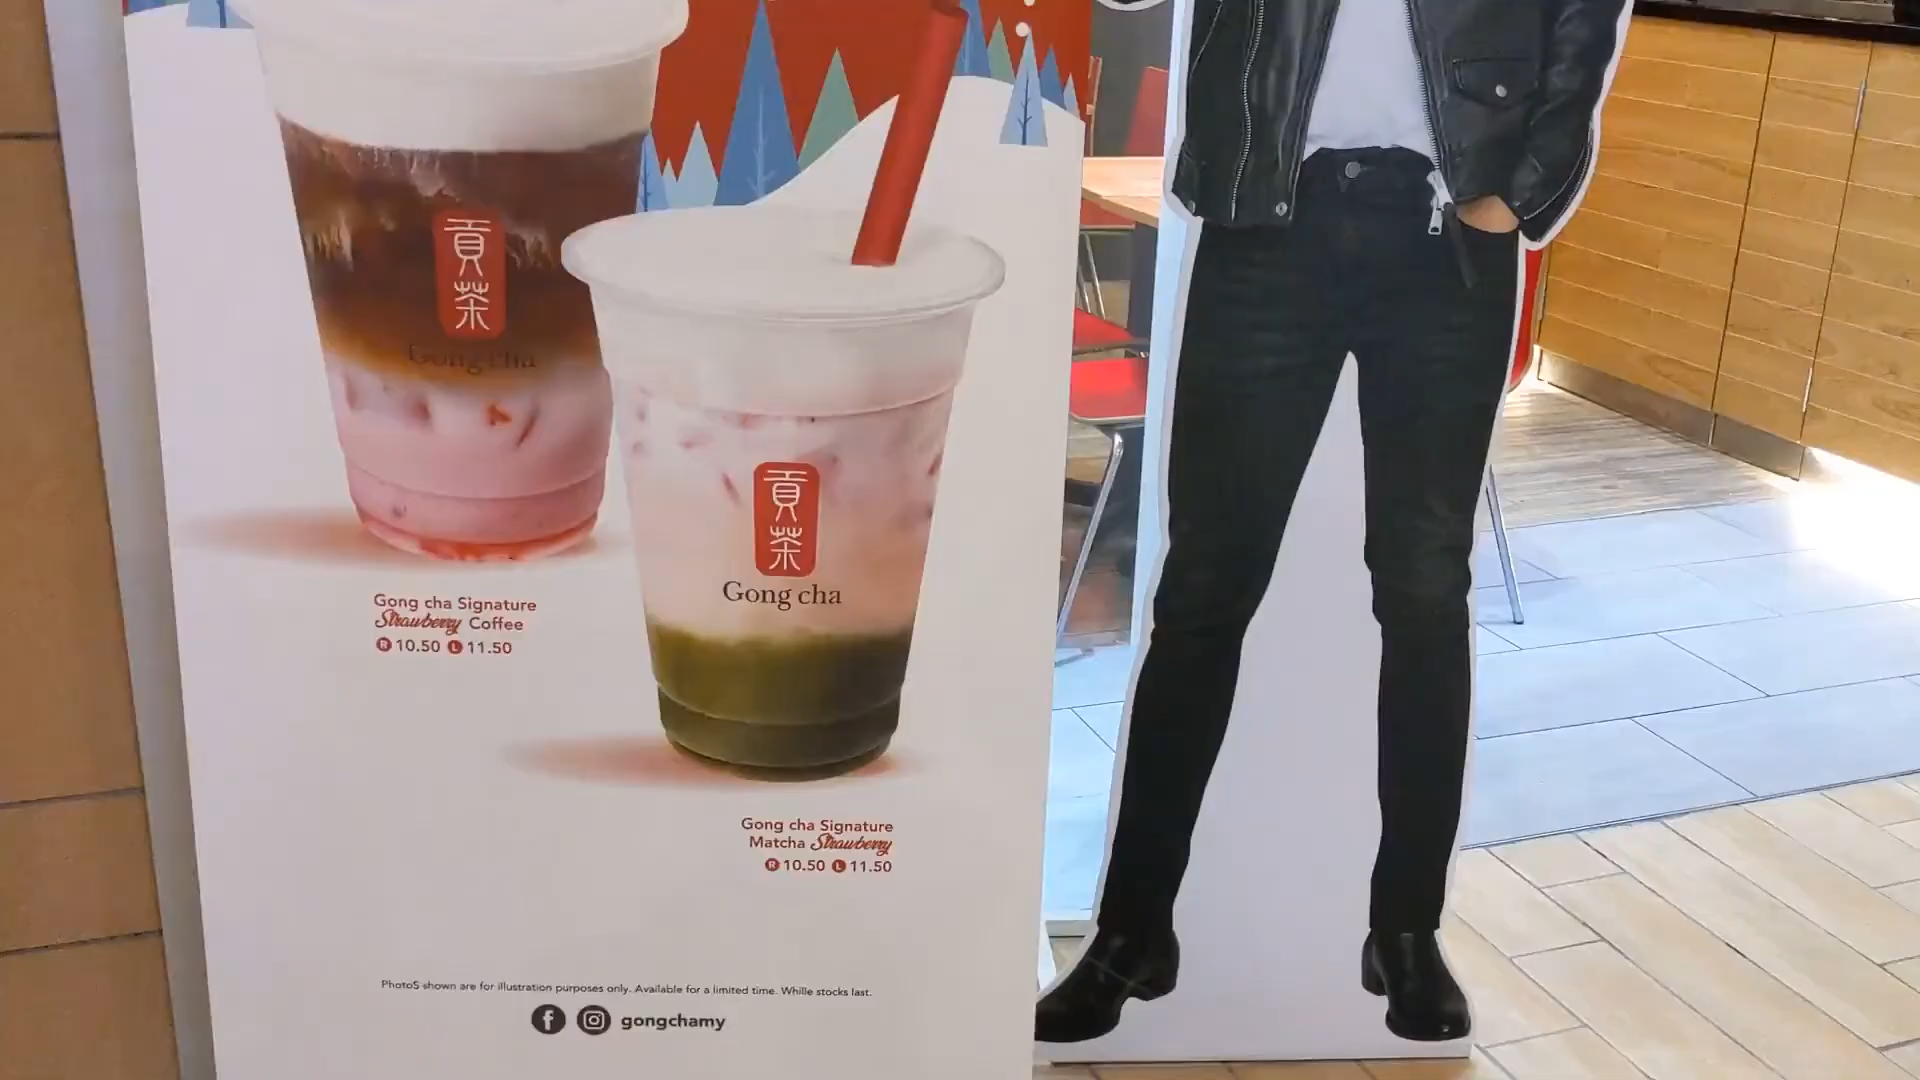 貢茶
Gong cha
貢茶
Gong cha
Gong cha Signature
Strawberry Coffee
R 10.50 L 11.50
Gong cha Signature
Matcha Strawberry
R 10.50 L 11.50
PhotoS shown are for illustration purposes only. Available for a limited time. Whille stocks last.
gongchamy